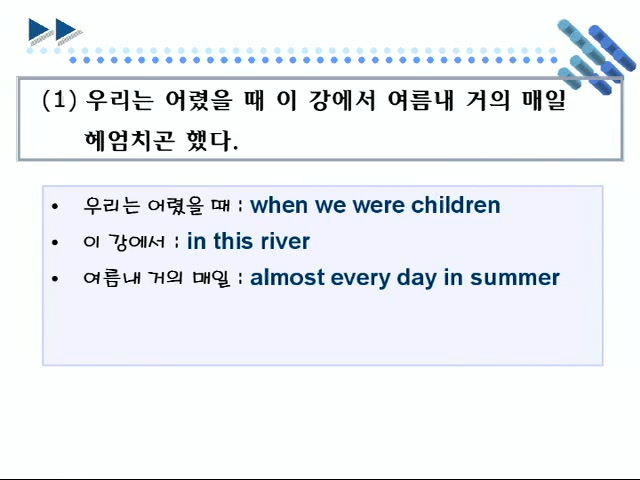 (1) 우리는 어렸을 때 이 강에서 여름내 거의 매일
헤엄치곤 했다.
• 우리는 어렸을 때 : when we were children
• 이 강에서 : in this river
• 여름내 거의 매일 : almost every day in summer